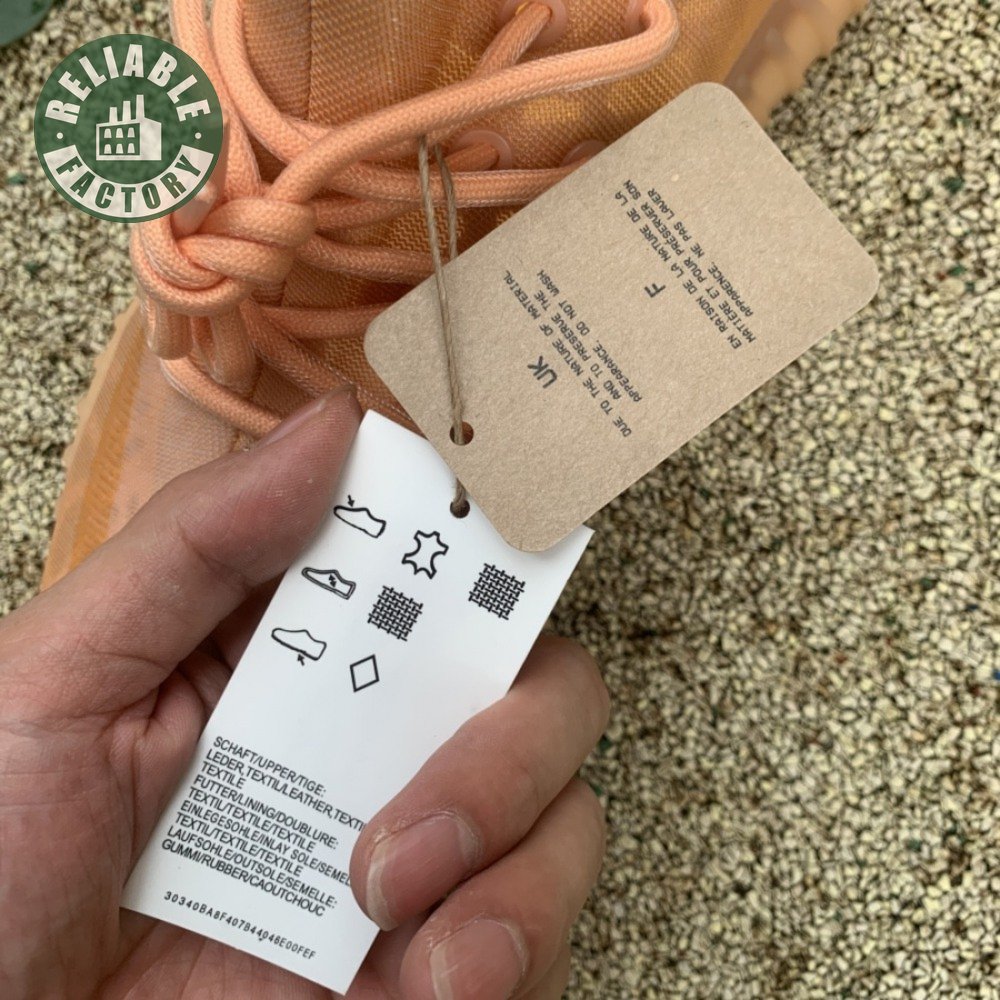 RELIABLE
FACTORY
UK
DUE TO THE NATURE OF MATERIAL
AND TO PRESERVE THE
APPEARANCE, DO NOT WASH
F
EN RAISON DE LA NATURE DE LA
MATIÈRE ET POUR PRÉSERVER SON
APPARENCE, NE PAS LAVER
SCHAFT/UPPER/TIGE:
LEDER,TEXTIL/LEATHER,TEXTI
TEXTILE
FUTTER/LINING/DOUBLURE:
TEXTIL/TEXTILE/TEXTILE
EINLEGESOHLE/INLAY SOLE/SEMEL
TEXTIL/TEXTILE/TEXTILE
LAUFSOHLE/OUTSOLE/SEMELLE:
GUMMI/RUBBER/CAOUTCHOUC
30340BA8F407B44046E00FEF